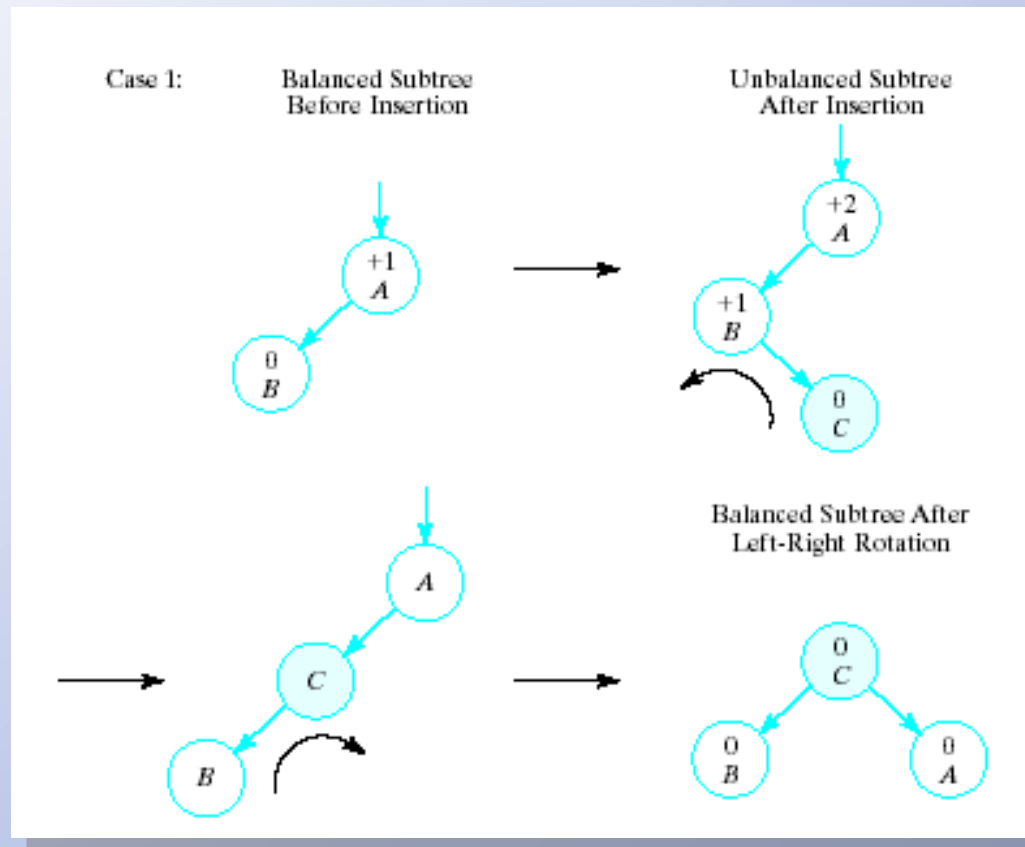 Case 1:
Balanced Subtree
Before Insertion
Unbalanced Subtree
After Insertion
+1
A
0
B
+2
A
+1
B
0
C
A
C
B
Balanced Subtree After
Left-Right Rotation
0
C
0
B
0
A